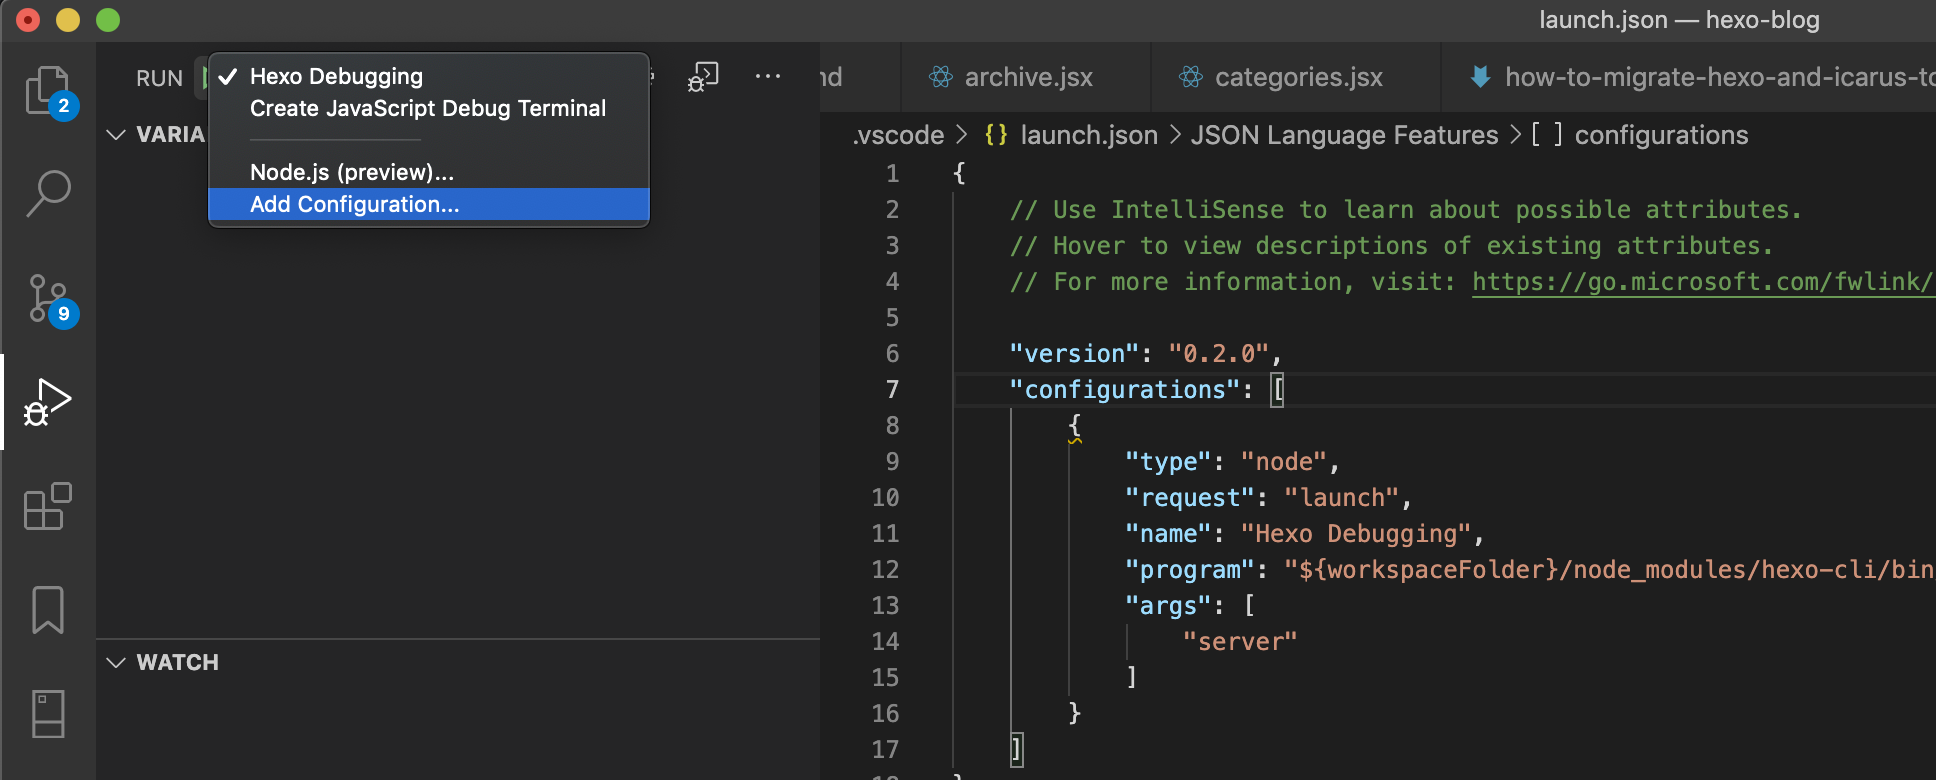 launch.json — hexo-blog
RUN
✓ Hexo Debugging
Create JavaScript Debug Terminal
Node.js (preview)...
Add Configuration...
VARIA
WATCH
2
9
nd
archive.jsx
categories.jsx
how-to-migrate-hexo-and-icarus-to
.vscode > {} launch.json > JSON Language Features > [ ] configurations
1 {
2 // Use IntelliSense to learn about possible attributes.
3 // Hover to view descriptions of existing attributes.
4 // For more information, visit: https://go.microsoft.com/fwlink/
5
6 "version": "0.2.0",
7 "configurations": [
8 {
9 "type": "node",
10 "request": "launch",
11 "name": "Hexo Debugging",
12 "program": "${workspaceFolder}/node_modules/hexo-cli/bin
13 "args": [
14 "server"
15 ]
16 }
17 ]